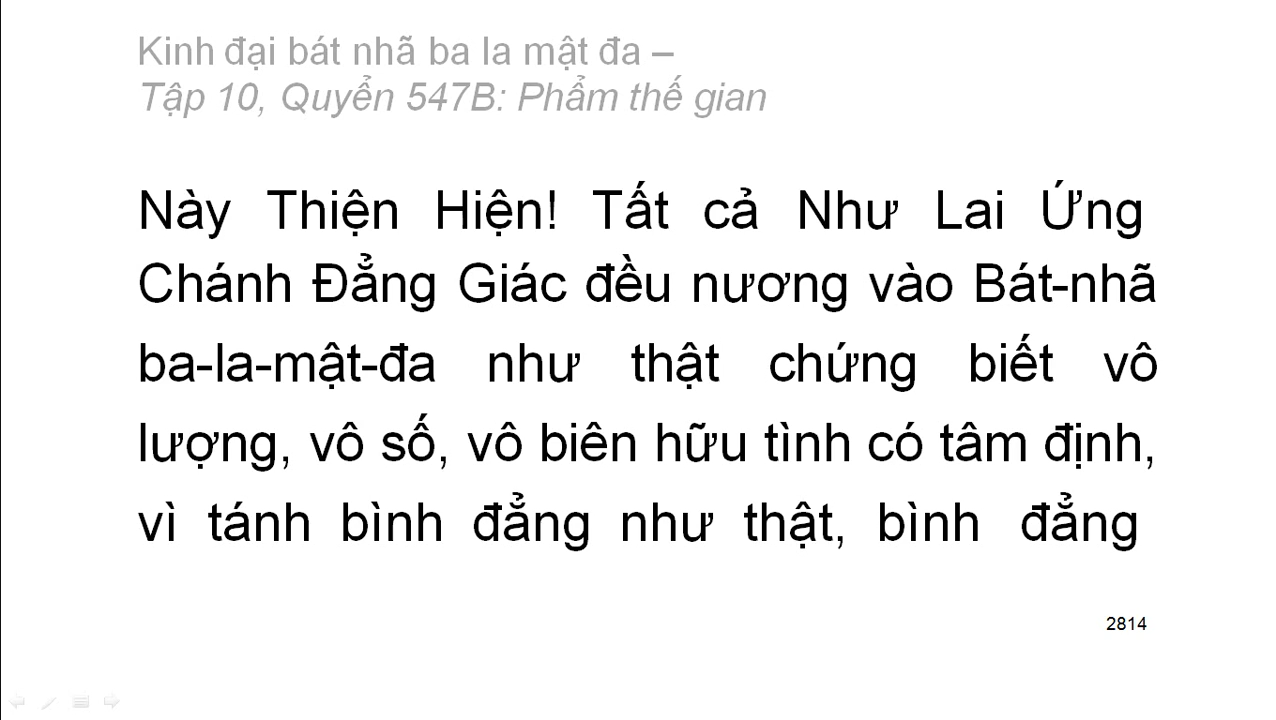 Kinh đại bát nhã ba la mật đa –
Tập 10, Quyển 547B: Phẩm thế gian
Này Thiện Hiện! Tất cả Như Lai Ứng
Chánh Đẳng Giác đều nương vào Bát-nhã
ba-la-mật-đa như thật chứng biết vô
lượng, vô số, vô biên hữu tình có tâm định,
vì tánh bình đẳng như thật, bình đẳng
2814